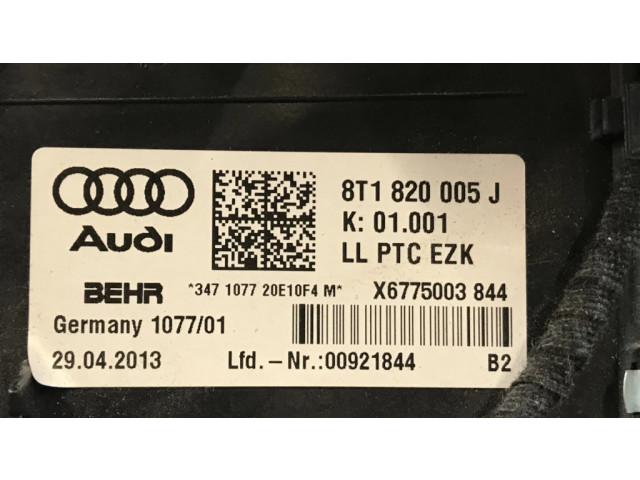 Audi
8T1 820 005 J
K: 01.001
LL PTC EZK
BEHR *347 1077 20E10F4 M* X6775003 844
Germany 1077/01
29.04.2013 Lfd.-Nr.:00921844 B2